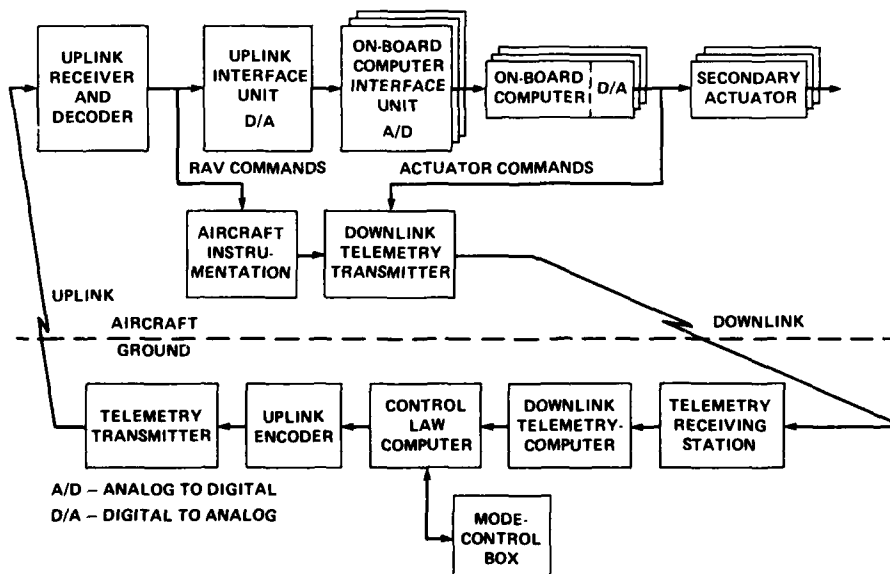 UPLINK
RECEIVER
AND
DECODER
UPLINK
INTERFACE
UNIT
D/A
ON-BOARD
COMPUTER
INTERFACE
UNIT
A/D
ON-BOARD
COMPUTER
D/A
SECONDARY
ACTUATOR
RAV COMMANDS
ACTUATOR COMMANDS
AIRCRAFT
INSTRU-
MENTATION
DOWNLINK
TELEMETRY
TRANSMITTER
UPLINK
AIRCRAFT
GROUND
DOWNLINK
TELEMETRY
TRANSMITTER
UPLINK
ENCODER
CONTROL
LAW
COMPUTER
DOWNLINK
TELEMETRY-
COMPUTER
TELEMETRY
RECEIVING
STATION
A/D – ANALOG TO DIGITAL
D/A – DIGITAL TO ANALOG
MODE-
CONTROL
BOX